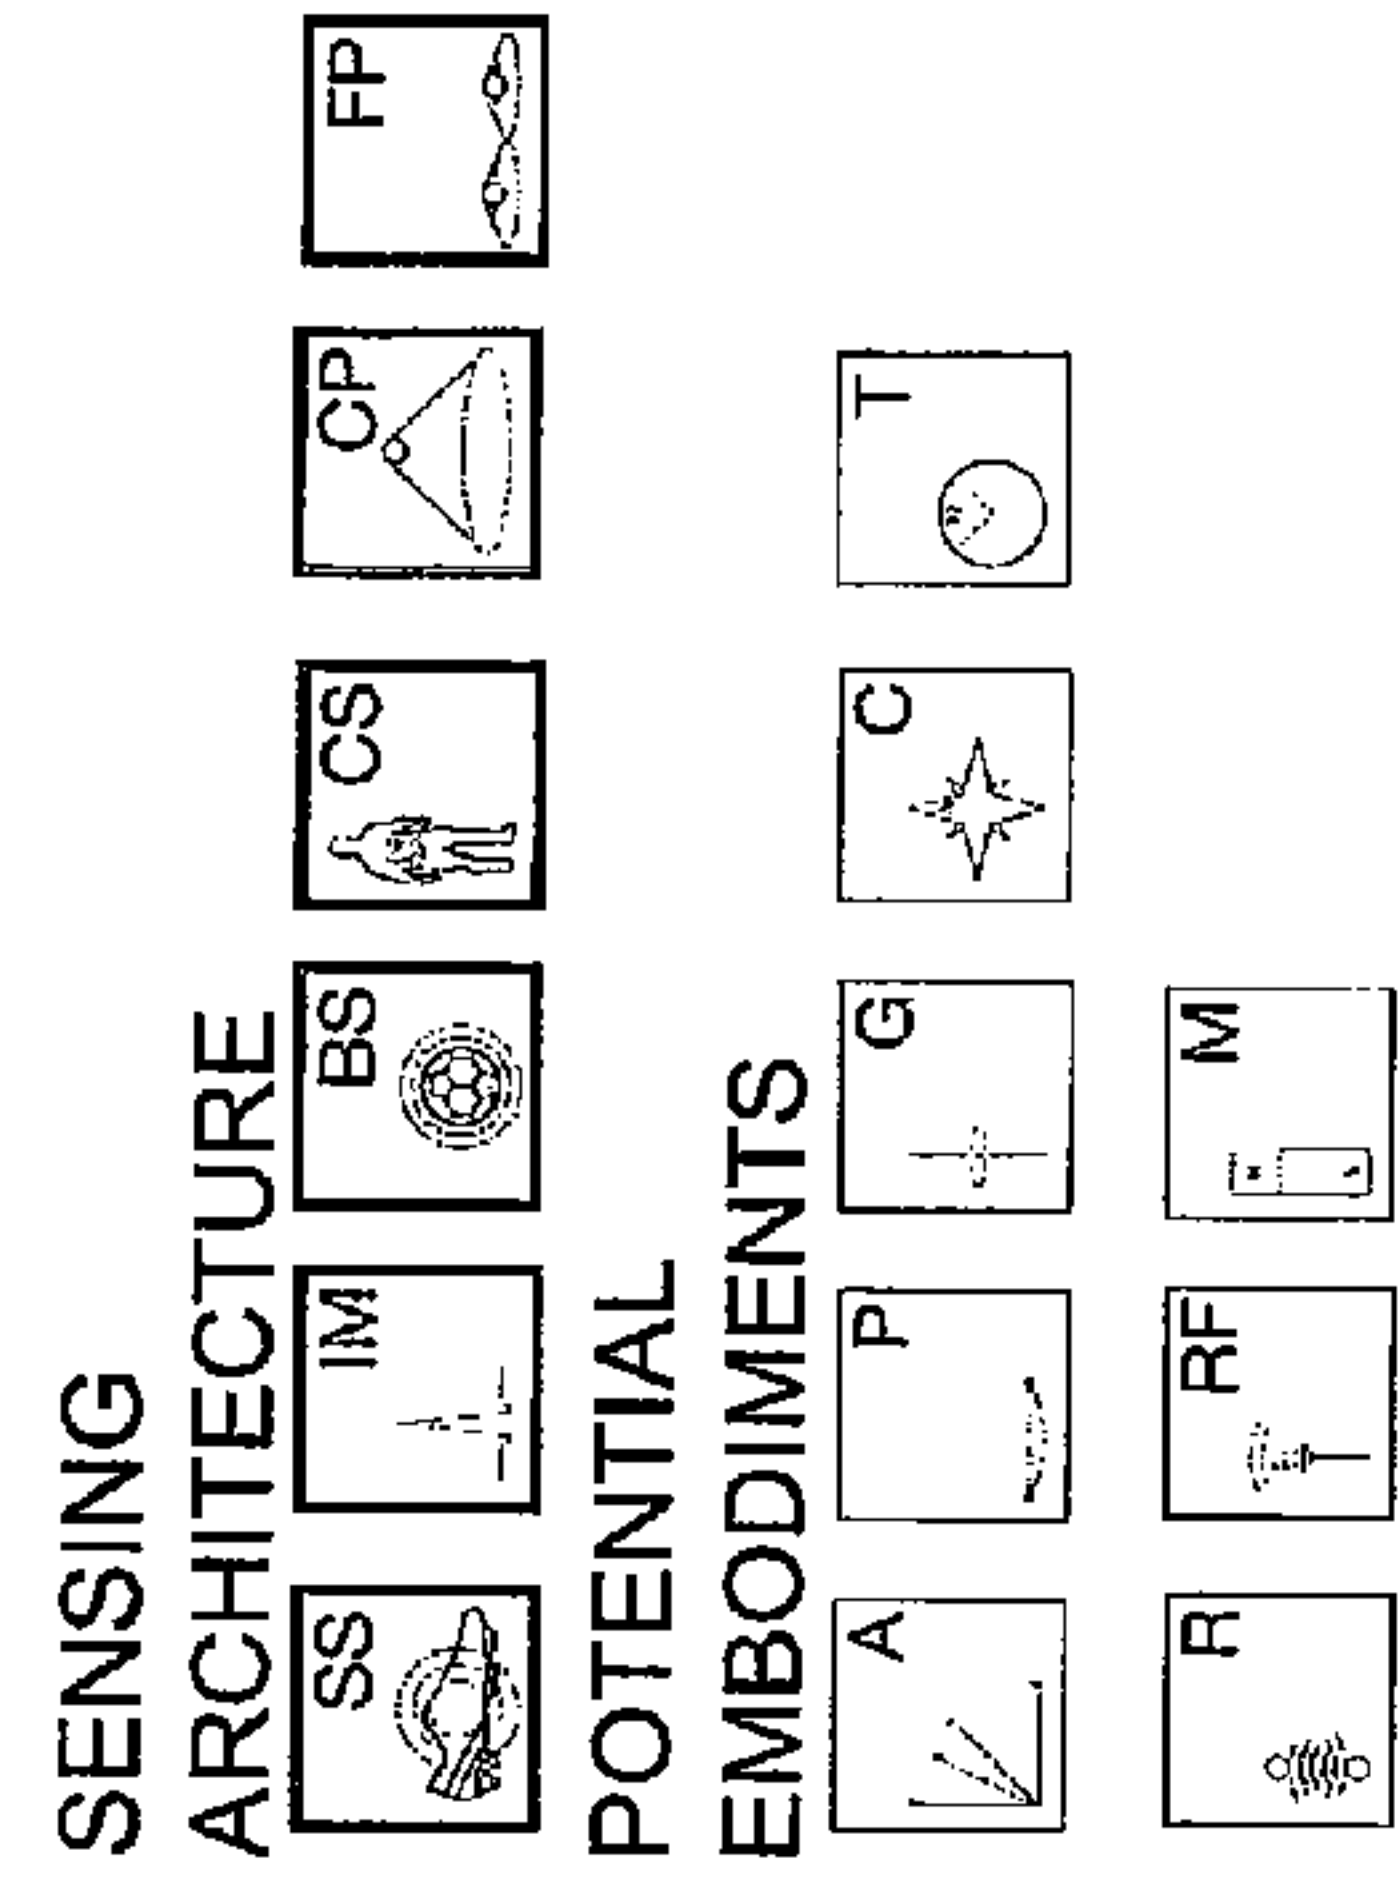 SENSING
ARCHITECTURE
SS IM BS CS CP FP
POTENTIAL
EMBODIMENTS
A P G C T
R RF M